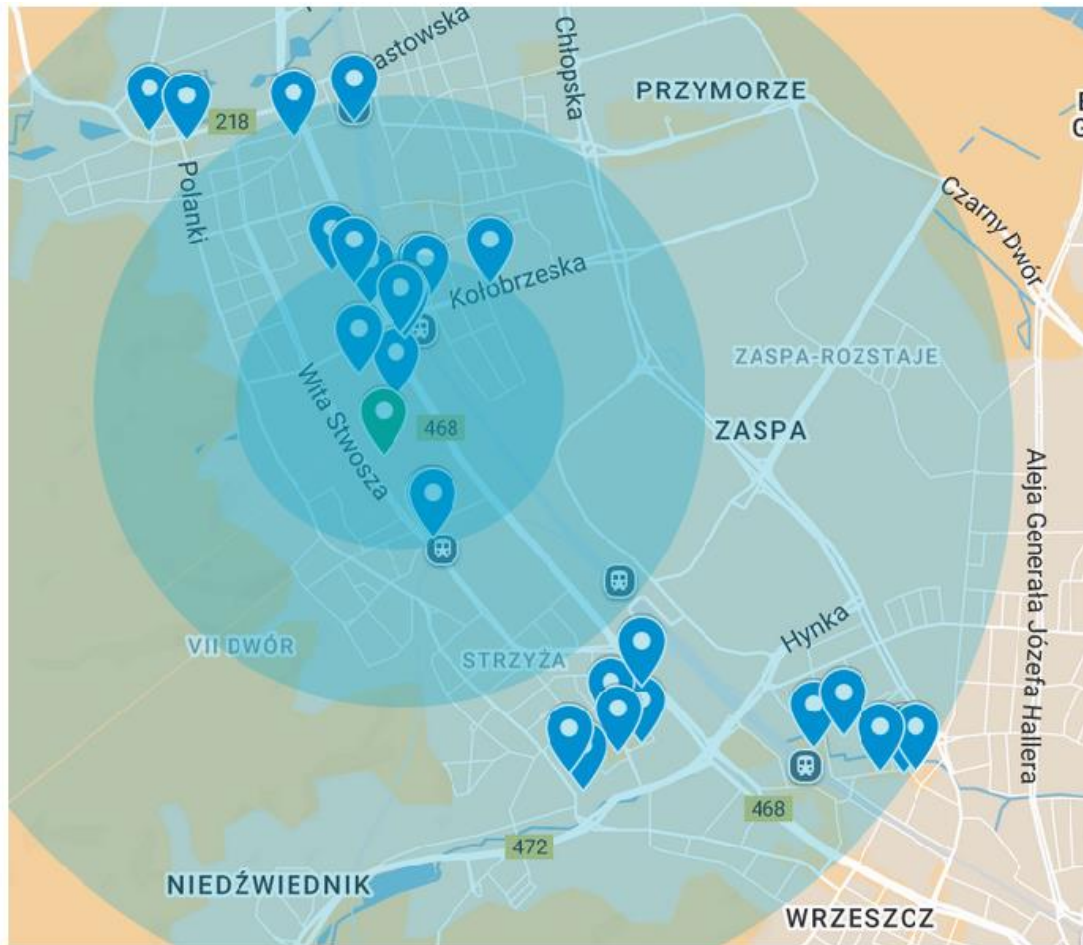 astowska
Chłopska
PRZYMORZE
218
Polanki
Czarny Dwór
Kołobrzeska
ZASPA-ROZSTAJE
Wita Stwosza
468
ZASPA
Aleja Generała Józefa Hallera
Hynka
VII DWÓR
STRZYŻA
468
472
NIEDŹWIEDNIK
WRZESZCZ